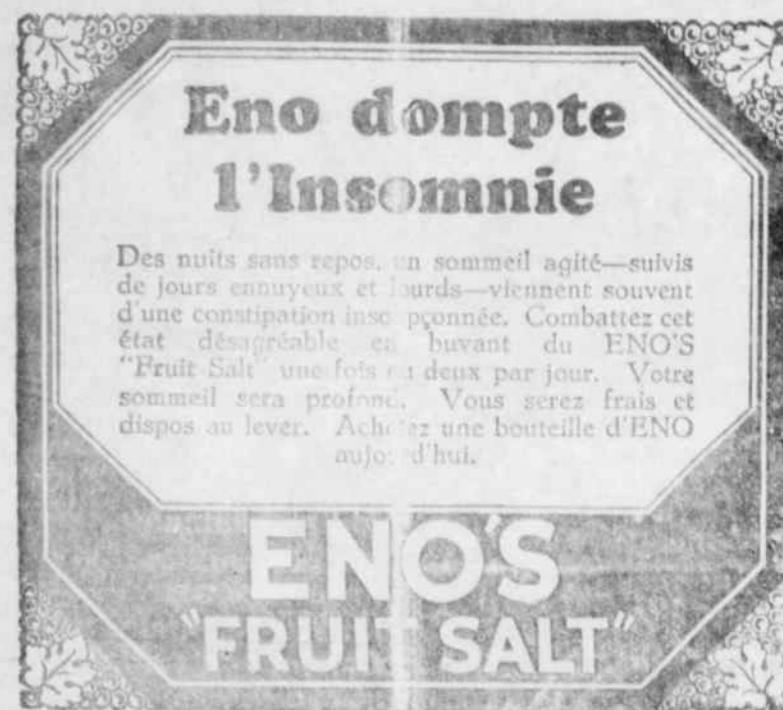 Eno dompte
l'Insomnie
Des nuits sans repos, un sommeil agité—suivis
de jours ennuyeux et lourds—viennent souvent
d'une constipation insoupçonnée. Combattez cet
état désagréable en buvant du ENO'S
"Fruit Salt" une fois ou deux par jour. Votre
sommeil sera profond. Vous serez frais et
dispos au lever. Achetez une bouteille d'ENO
aujourd'hui.
ENO'S
"FRUIT SALT"